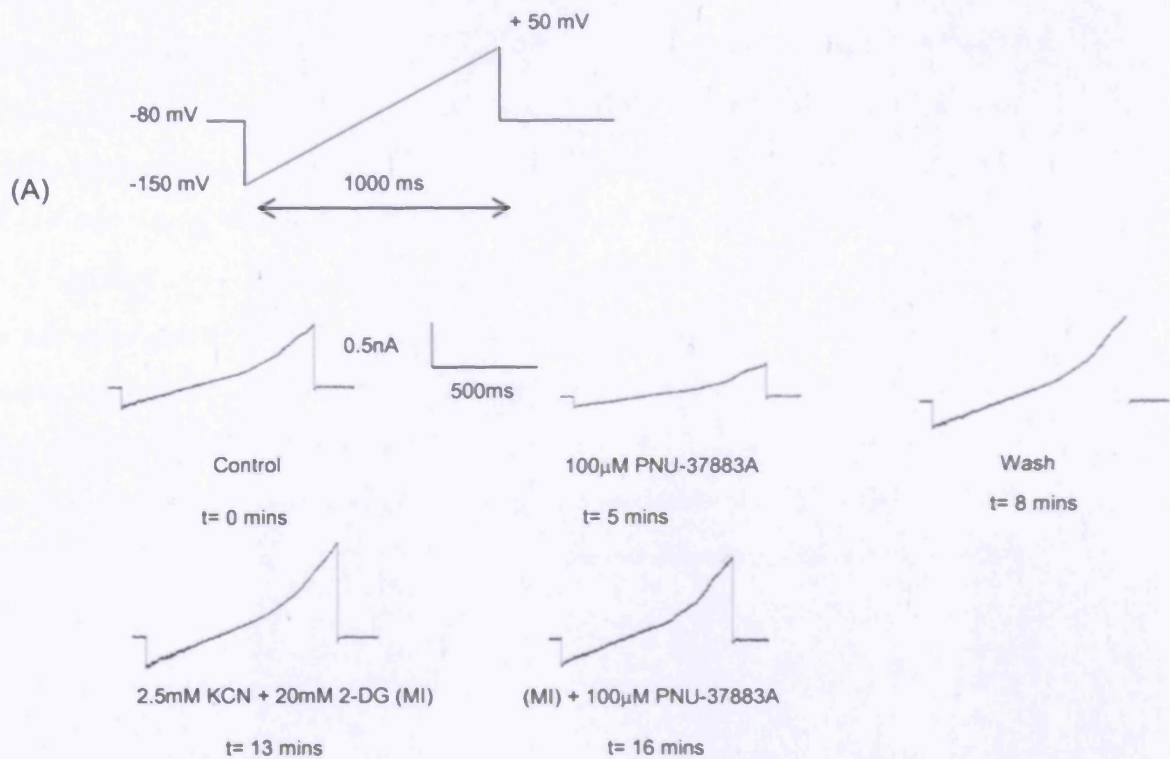 + 50 mV
-80 mV
(A)
-150 mV
1000 ms
0.5nA
500ms
Control
100μM PNU-37883A
Wash
t= 0 mins
t= 5 mins
t= 8 mins
2.5mM KCN + 20mM 2-DG (MI)
(MI) + 100μM PNU-37883A
t= 13 mins
t= 16 mins